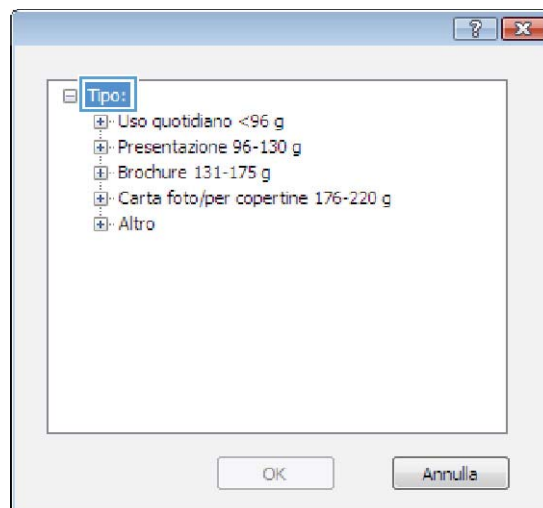 Tipo:
Uso quotidiano <96 g
Presentazione 96-130 g
Brochure 131-175 g
Carta foto/per copertine 176-220 g
Altro
OK
Annulla